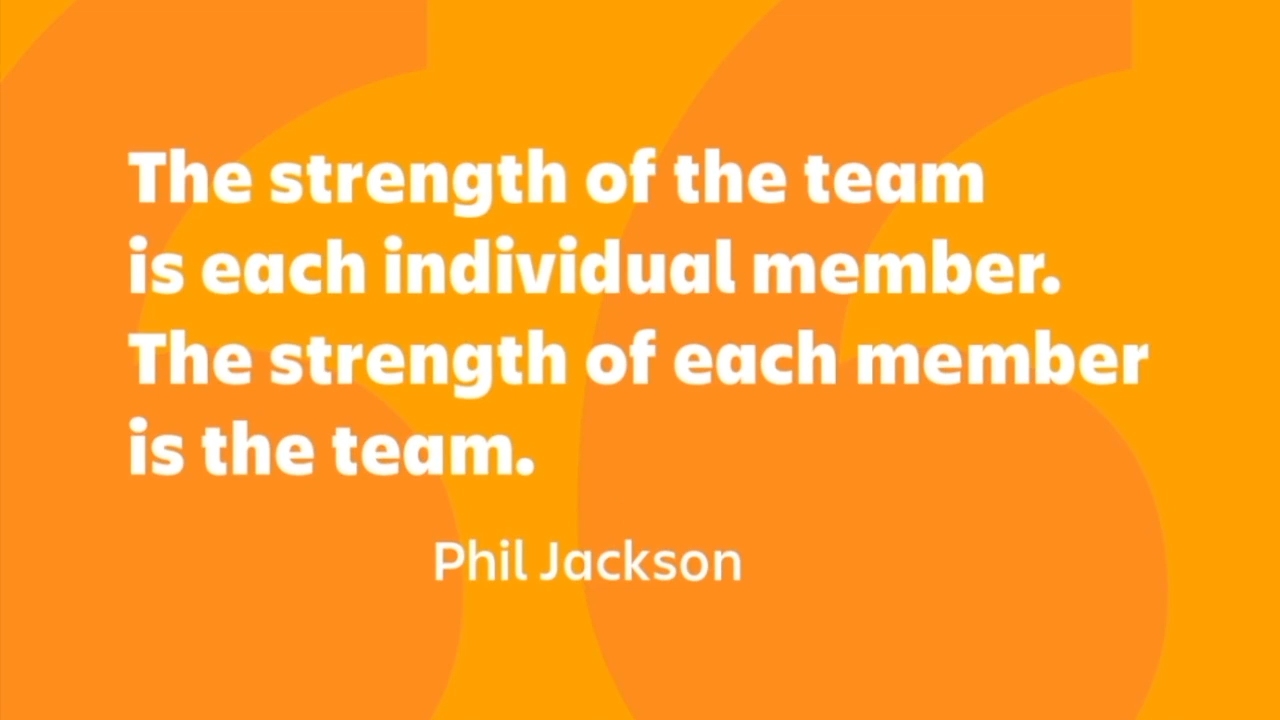 The strength of the team
is each individual member.
The strength of each member
is the team.
Phil Jackson